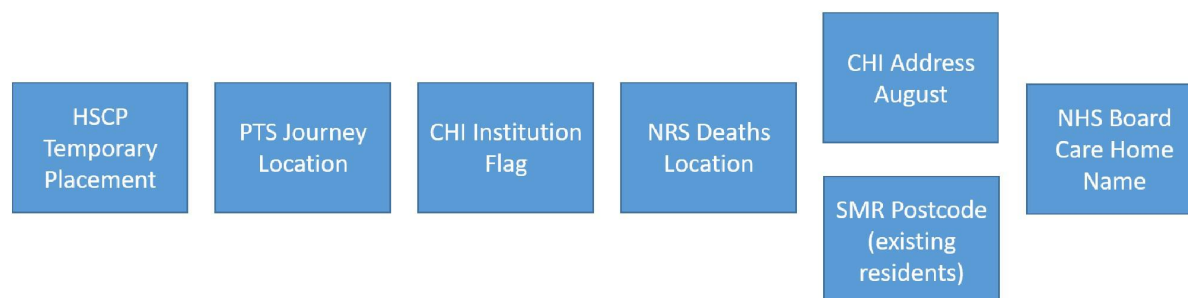 HSCP
Temporary
Placement
PTS Journey
Location
CHI Institution
Flag
NRS Deaths
Location
CHI Address
August
SMR Postcode
(existing
residents)
NHS Board
Care Home
Name